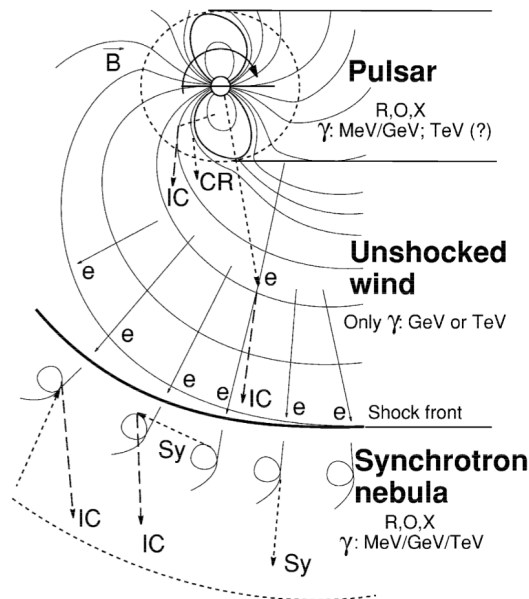 B
Pulsar
R,O,X
γ: MeV/GeV; TeV (?)
CR
IC
Unshocked
wind
e
e
Only γ: GeV or TeV
e
e
e
IC
e
e
Shock front
Sy
Synchrotron
nebula
IC
R,O,X
γ: MeV/GeV/TeV
IC
Sy